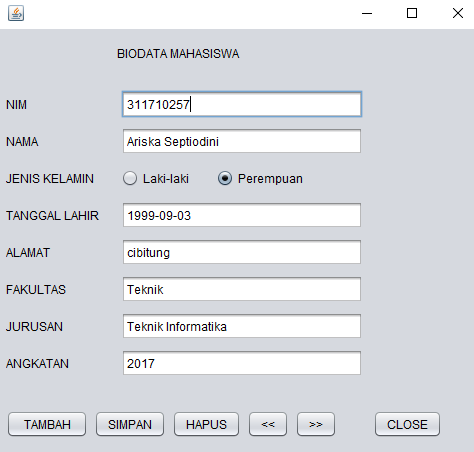 BIODATA MAHASISWA
NIM 311710257
NAMA Ariska Septiodini
JENIS KELAMIN Laki-laki Perempuan
TANGGAL LAHIR 1999-09-03
ALAMAT cibitung
FAKULTAS Teknik
JURUSAN Teknik Informatika
ANGKATAN 2017
TAMBAH SIMPAN HAPUS << >> CLOSE